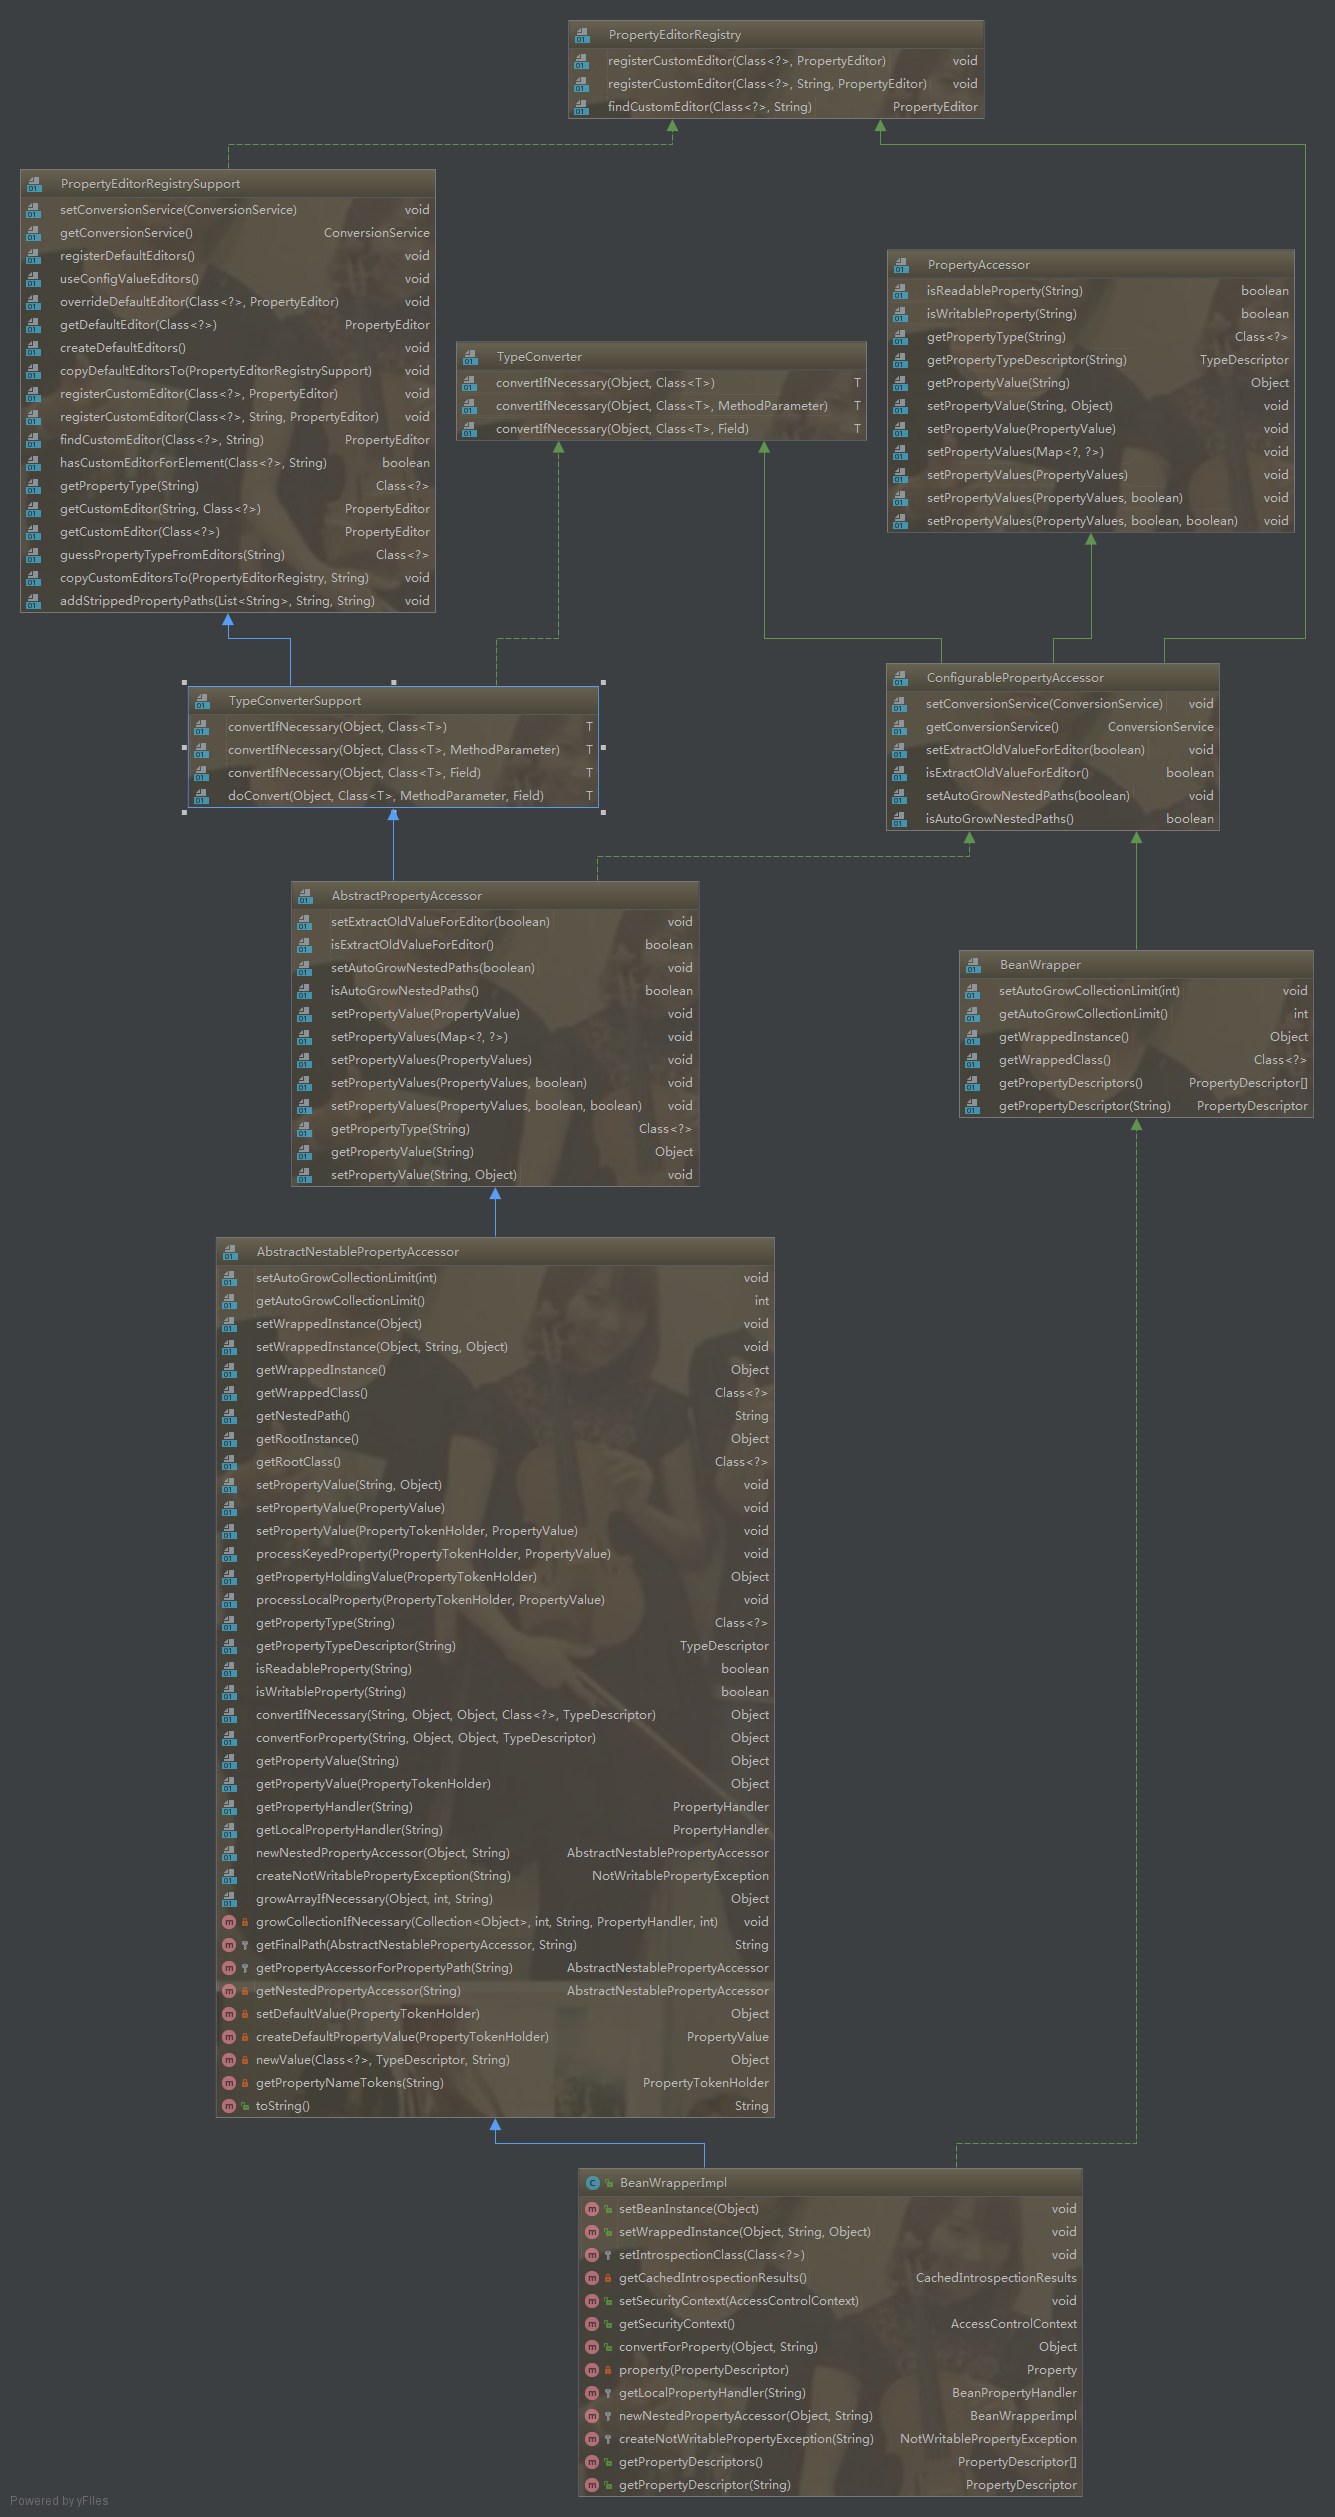 PropertyEditorRegistry
registerCustomEditor(Class<?>, PropertyEditor) void
registerCustomEditor(Class<?>, String, PropertyEditor) void
findCustomEditor(Class<?>, String) PropertyEditor
PropertyEditorRegistrySupport
setConversionService(ConversionService) void
getConversionService() ConversionService
registerDefaultEditors() void
useConfigValueEditors() void
overrideDefaultEditor(Class<?>, PropertyEditor) void
getDefaultEditor(Class<?>) PropertyEditor
createDefaultEditors() void
copyDefaultEditorsTo(PropertyEditorRegistrySupport) void
registerCustomEditor(Class<?>, PropertyEditor) void
registerCustomEditor(Class<?>, String, PropertyEditor) void
findCustomEditor(Class<?>, String) PropertyEditor
hasCustomEditorForElement(Class<?>, String) boolean
getPropertyType(String) Class<?>
getCustomEditor(String, Class<?>) PropertyEditor
getCustomEditor(Class<?>) PropertyEditor
guessPropertyTypeFromEditors(String) Class<?>
copyCustomEditorsTo(PropertyEditorRegistry, String) void
addStrippedPropertyPaths(List<String>, String, String) void
PropertyAccessor
isReadableProperty(String) boolean
isWritableProperty(String) boolean
getPropertyType(String) Class<?>
getPropertyTypeDescriptor(String) TypeDescriptor
getPropertyValue(String) Object
setPropertyValue(String, Object) void
setPropertyValue(PropertyValue) void
setPropertyValues(Map<?, ?>) void
setPropertyValues(PropertyValues) void
setPropertyValues(PropertyValues, boolean) void
setPropertyValues(PropertyValues, boolean, boolean) void
TypeConverter
convertIfNecessary(Object, Class<T>) T
convertIfNecessary(Object, Class<T>, MethodParameter) T
convertIfNecessary(Object, Class<T>, Field) T
TypeConverterSupport
convertIfNecessary(Object, Class<T>) T
convertIfNecessary(Object, Class<T>, MethodParameter) T
convertIfNecessary(Object, Class<T>, Field) T
doConvert(Object, Class<T>, MethodParameter, Field) T
ConfigurablePropertyAccessor
setConversionService(ConversionService) void
getConversionService() ConversionService
setExtractOldValueForEditor(boolean) void
isExtractOldValueForEditor() boolean
setAutoGrowNestedPaths(boolean) void
isAutoGrowNestedPaths() boolean
AbstractPropertyAccessor
setExtractOldValueForEditor(boolean) void
isExtractOldValueForEditor() boolean
setAutoGrowNestedPaths(boolean) void
isAutoGrowNestedPaths() boolean
setPropertyValue(PropertyValue) void
setPropertyValues(Map<?, ?>) void
setPropertyValues(PropertyValues) void
setPropertyValues(PropertyValues, boolean) void
setPropertyValues(PropertyValues, boolean, boolean) void
getPropertyType(String) Class<?>
getPropertyValue(String) Object
setPropertyValue(String, Object) void
BeanWrapper
setAutoGrowCollectionLimit(int) void
getAutoGrowCollectionLimit() int
getWrappedInstance() Object
getWrappedClass() Class<?>
getPropertyDescriptors() PropertyDescriptor[]
getPropertyDescriptor(String) PropertyDescriptor
AbstractNestablePropertyAccessor
setAutoGrowCollectionLimit(int) void
getAutoGrowCollectionLimit() int
setWrappedInstance(Object) void
setWrappedInstance(Object, String, Object) void
getWrappedInstance() Object
getWrappedClass() Class<?>
getNestedPath() String
getRootInstance() Object
getRootClass() Class<?>
setPropertyValue(String, Object) void
setPropertyValue(PropertyValue) void
setPropertyValue(PropertyTokenHolder, PropertyValue) void
processKeyedProperty(PropertyTokenHolder, PropertyValue) void
getPropertyHoldingValue(PropertyTokenHolder) Object
processLocalProperty(PropertyTokenHolder, PropertyValue) void
getPropertyType(String) Class<?>
getPropertyTypeDescriptor(String) TypeDescriptor
isReadableProperty(String) boolean
isWritableProperty(String) boolean
convertIfNecessary(String, Object, Object, Class<?>, TypeDescriptor) Object
convertForProperty(String, Object, Object, TypeDescriptor) Object
getPropertyValue(String) Object
getPropertyValue(PropertyTokenHolder) Object
getPropertyHandler(String) PropertyHandler
getLocalPropertyHandler(String) PropertyHandler
newNestedPropertyAccessor(Object, String) AbstractNestablePropertyAccessor
createNotWritablePropertyException(String) NotWritablePropertyException
growArrayIfNecessary(Object, int, String) Object
growCollectionIfNecessary(Collection<Object>, int, String, PropertyHandler, int) void
getFinalPath(AbstractNestablePropertyAccessor, String) String
getPropertyAccessorForPropertyPath(String) AbstractNestablePropertyAccessor
getNestedPropertyAccessor(String) AbstractNestablePropertyAccessor
setDefaultValue(PropertyTokenHolder) Object
createDefaultPropertyValue(PropertyTokenHolder) PropertyValue
newValue(Class<?>, TypeDescriptor, String) Object
getPropertyNameTokens(String) PropertyTokenHolder
toString() String
BeanWrapperImpl
setBeanInstance(Object) void
setWrappedInstance(Object, String, Object) void
setIntrospectionClass(Class<?>) void
getCachedIntrospectionResults() CachedIntrospectionResults
setSecurityContext(AccessControlContext) void
getSecurityContext() AccessControlContext
convertForProperty(Object, String) Object
property(PropertyDescriptor) Property
getLocalPropertyHandler(String) BeanPropertyHandler
newNestedPropertyAccessor(Object, String) BeanWrapperImpl
createNotWritablePropertyException(String) NotWritablePropertyException
getPropertyDescriptors() PropertyDescriptor[]
getPropertyDescriptor(String) PropertyDescriptor
Powered by yFiles